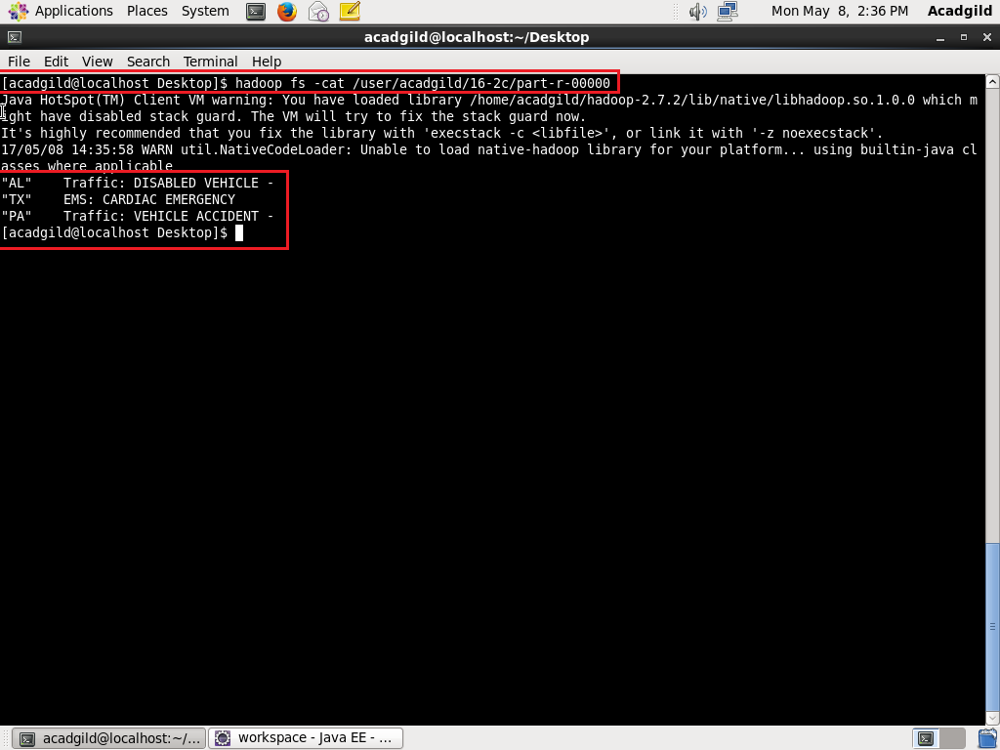 Applications Places System Mon May 8, 2:36 PM Acadgild
acadgild@localhost:~/Desktop
File Edit View Search Terminal Help
[acadgild@localhost Desktop]$ hadoop fs -cat /user/acadgild/16-2c/part-r-00000
Java HotSpot(TM) Client VM warning: You have loaded library /home/acadgild/hadoop-2.7.2/lib/native/libhadoop.so.1.0.0 which m
ight have disabled stack guard. The VM will try to fix the stack guard now.
It's highly recommended that you fix the library with 'execstack -c <libfile>', or link it with '-z noexecstack'.
17/05/08 14:35:58 WARN util.NativeCodeLoader: Unable to load native-hadoop library for your platform... using builtin-java cl
asses where applicable
"AL" Traffic: DISABLED VEHICLE -
"TX" EMS: CARDIAC EMERGENCY
"PA" Traffic: VEHICLE ACCIDENT -
[acadgild@localhost Desktop]$
acadgild@localhost:~/... workspace - Java EE - ...